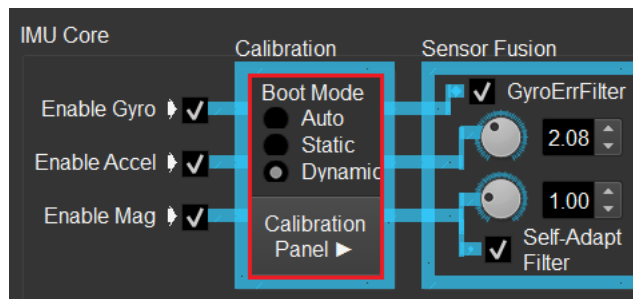 IMU Core
Calibration
Sensor Fusion
Enable Gyro
Enable Accel
Enable Mag
Boot Mode
Auto
Static
Dynamic
Calibration
Panel ►
GyroErrFilter
2.08
1.00
Self-Adapt
Filter